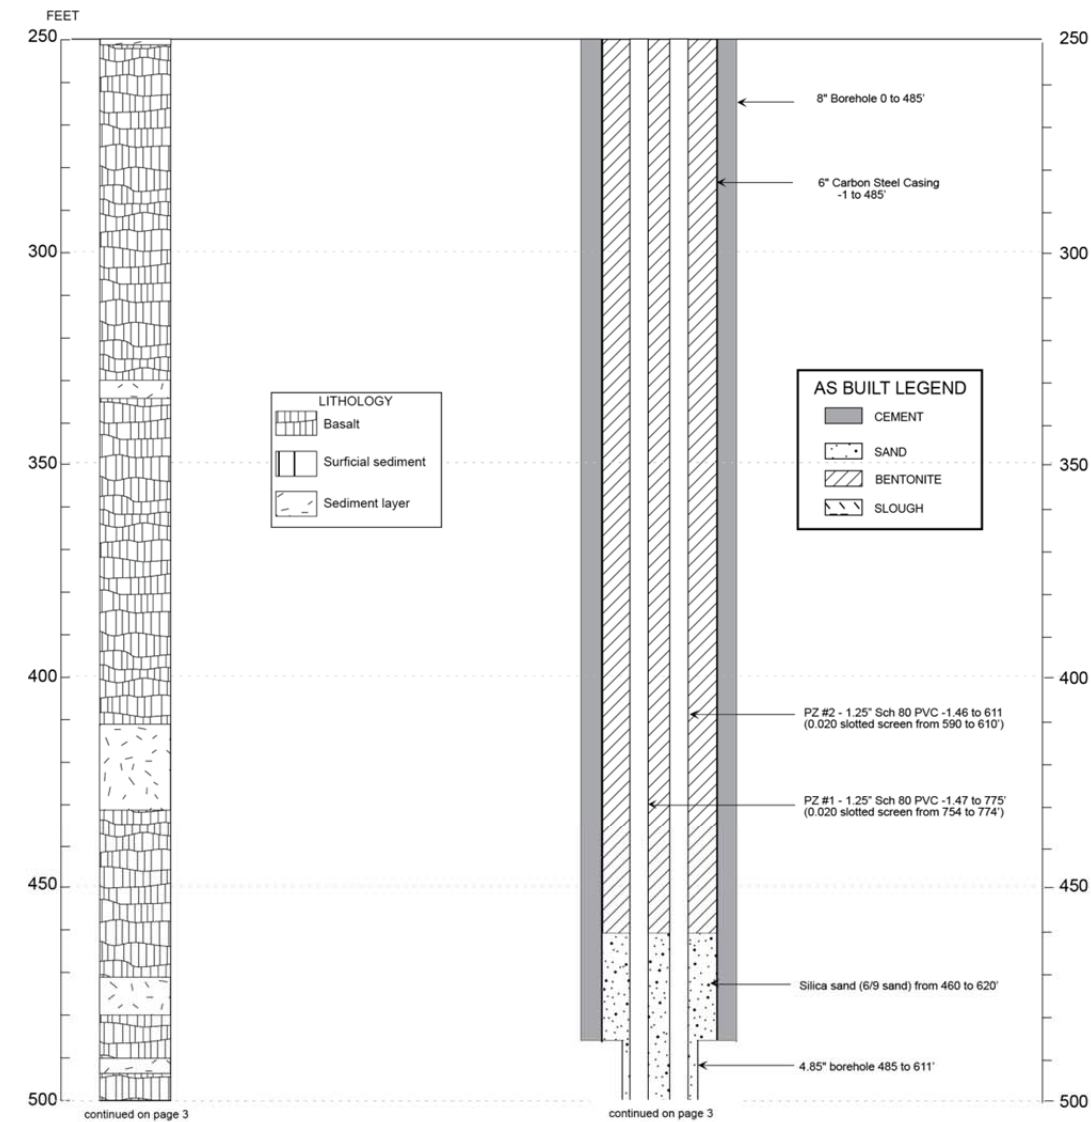 FEET
250
250
8" Borehole 0 to 485'
6" Carbon Steel Casing
-1 to 485'
300
300
LITHOLOGY
Basalt
Surficial sediment
Sediment layer
AS BUILT LEGEND
CEMENT
SAND
BENTONITE
SLOUGH
350
350
400
400
PZ #2 - 1.25" Sch 80 PVC -1.46 to 611
(0.020 slotted screen from 590 to 610')
PZ #1 - 1.25" Sch 80 PVC -1.47 to 775'
(0.020 slotted screen from 754 to 774')
450
450
Silica sand (6/9 sand) from 460 to 620'
4.85" borehole 485 to 611'
500
500
continued on page 3
continued on page 3